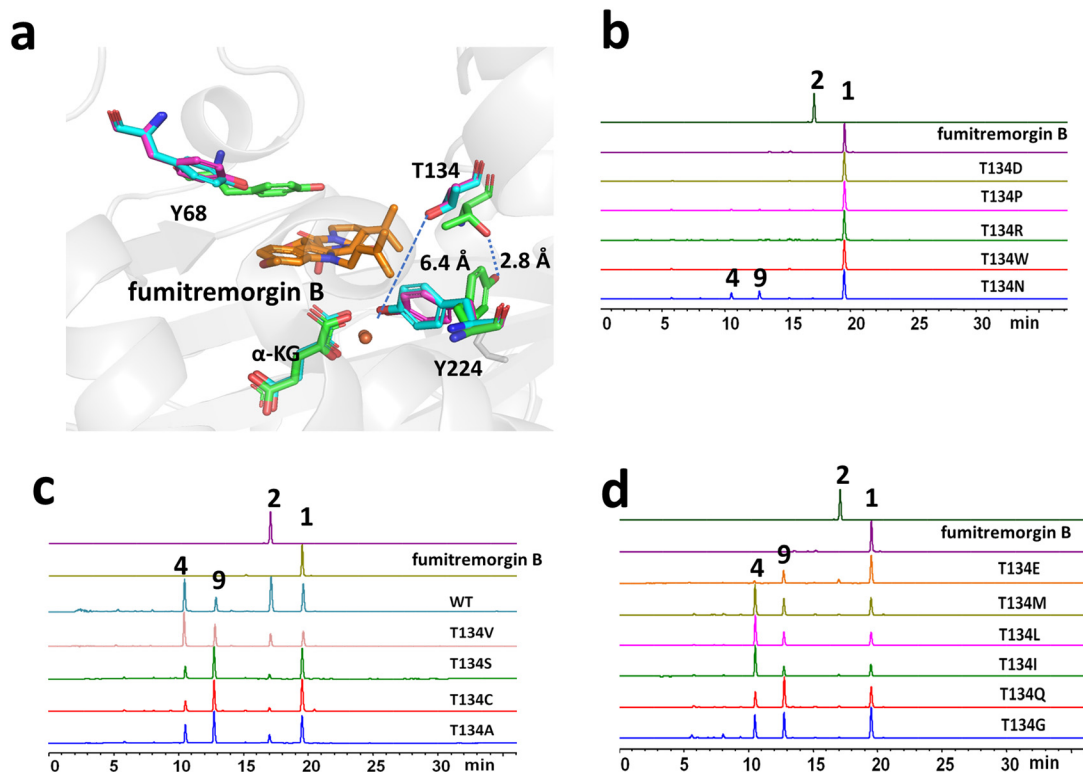 a
T134
Y68
6.4 Å
2.8 Å
fumitremorgin B
α-KG
Y224
b
2
1
fumitremorgin B
T134D
T134P
T134R
T134W
4 9
T134N
0 5 10 15 20 25 30 min
c
2
1
fumitremorgin B
4
9
WT
T134V
T134S
T134C
T134A
0 5 10 15 20 25 30 min
d
2
1
fumitremorgin B
9
4
T134E
T134M
T134L
T134I
T134Q
T134G
0 5 10 15 20 25 30 min